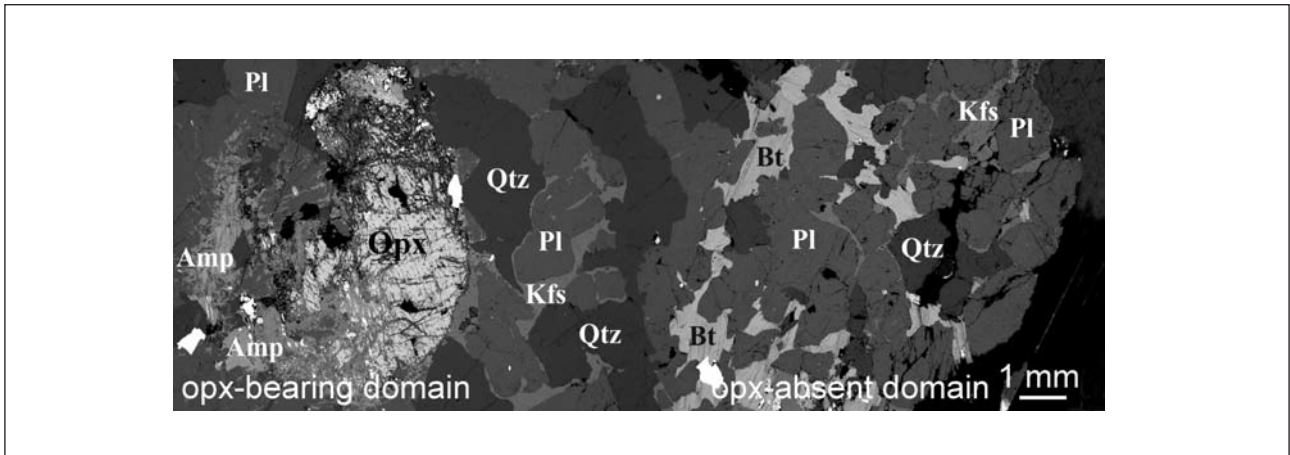 Pl
Kfs
Pl
Bt
Qtz
Opx
Pl
Pl
Qtz
Amp
Kfs
Qtz
Bt
Amp
opx-bearing domain
opx-absent domain
1 mm